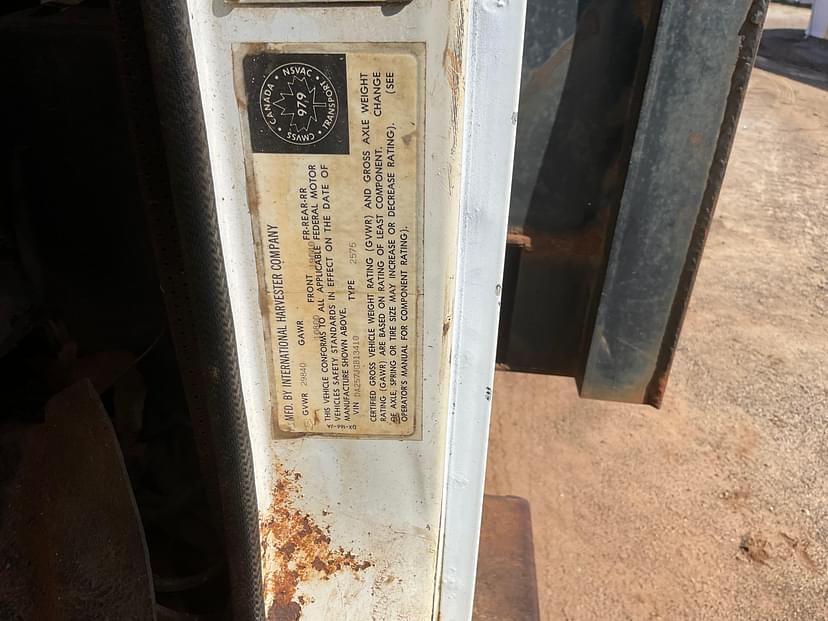 CANADA • NSVAC •
979
CMVSS • TRANSPORT
MFD. BY INTERNATIONAL HARVESTER COMPANY
GVWR 29840 GAWR FRONT FR-REAR-RR
THIS VEHICLE CONFORMS TO ALL APPLICABLE FEDERAL MOTOR
VEHICLES SAFETY STANDARDS IN EFFECT ON THE DATE OF
MANUFACTURE SHOWN ABOVE.
VIN TYPE 2575
CERTIFIED GROSS VEHICLE WEIGHT RATING (GVWR) AND GROSS AXLE WEIGHT
RATING (GAWR) ARE BASED ON RATING OF LEAST COMPONENT. CHANGE
OF AXLE, SPRING OR TIRE SIZE MAY INCREASE OR DECREASE RATING. (SEE
OPERATOR'S MANUAL FOR COMPONENT RATING).